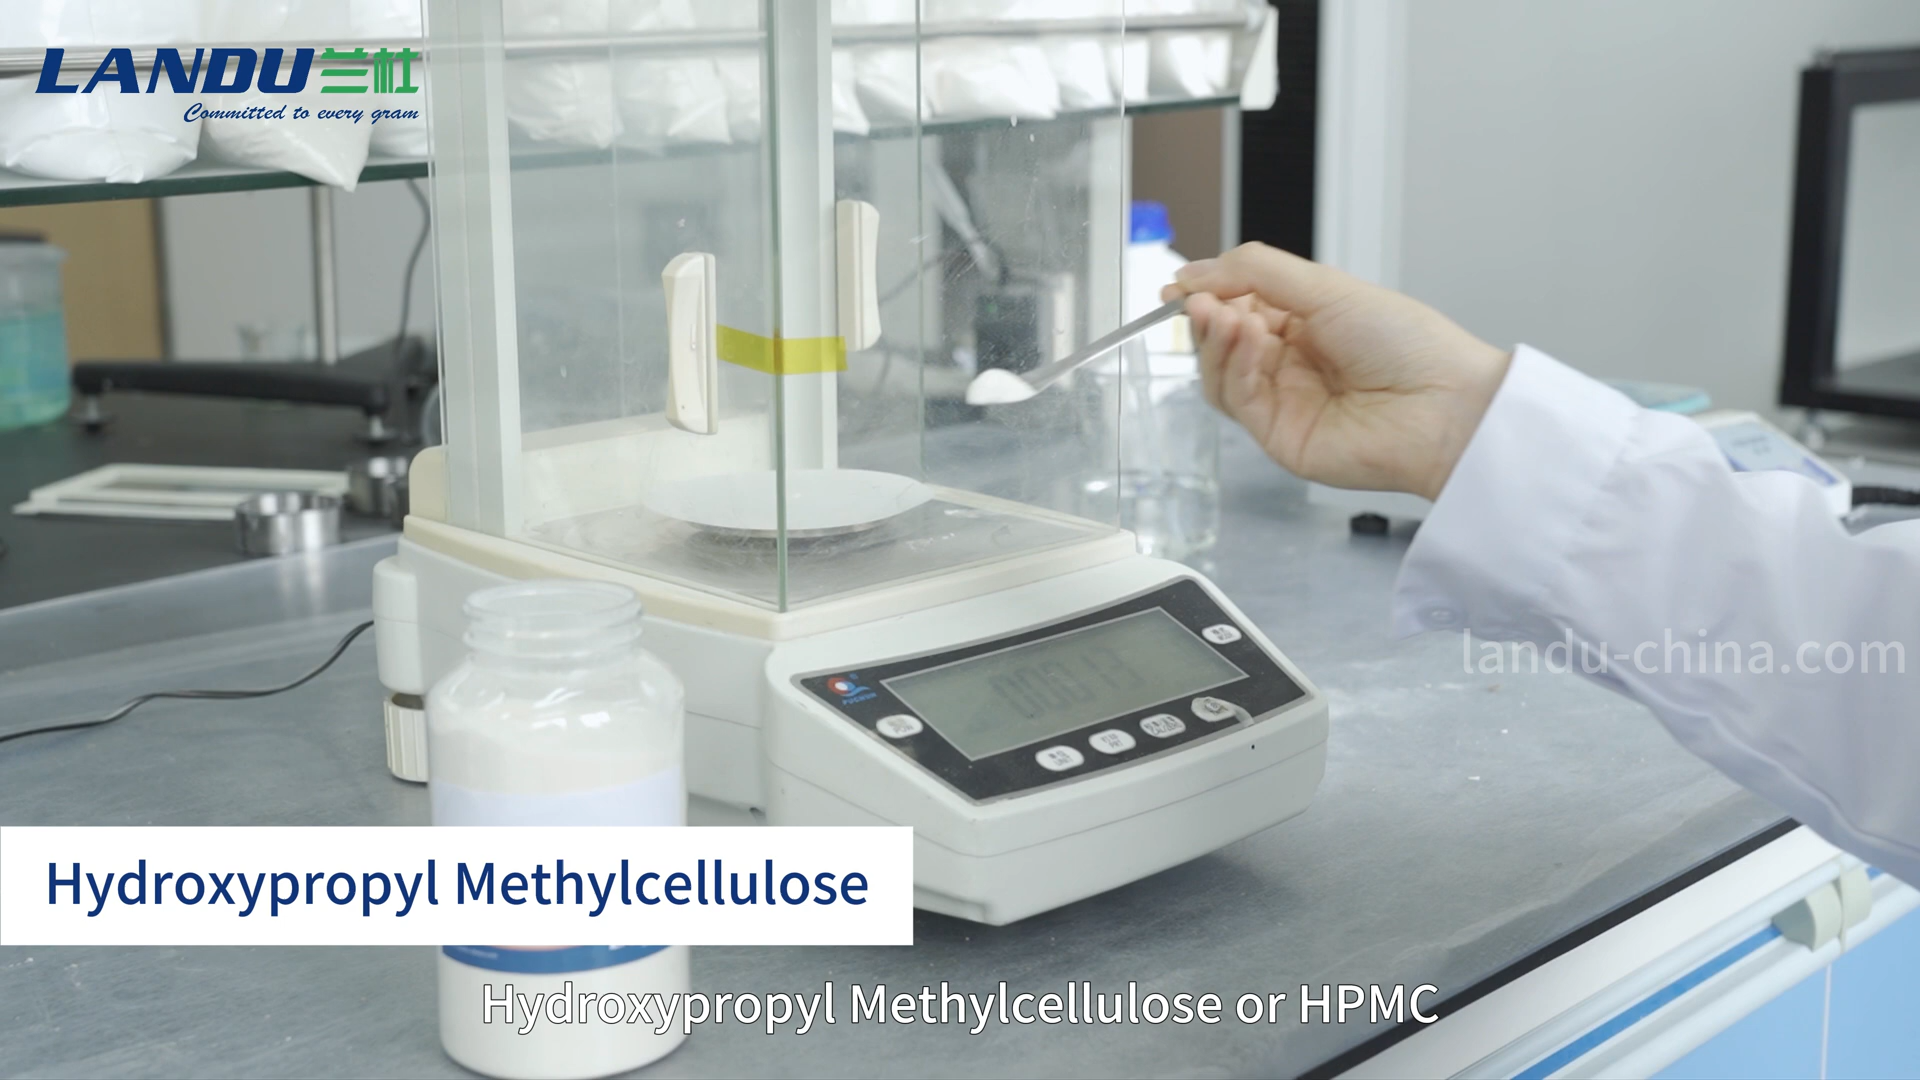 LANDU兰杜
Committed to every gram
landu-china.com
Hydroxypropyl Methylcellulose
Hydroxypropyl Methylcellulose or HPMC